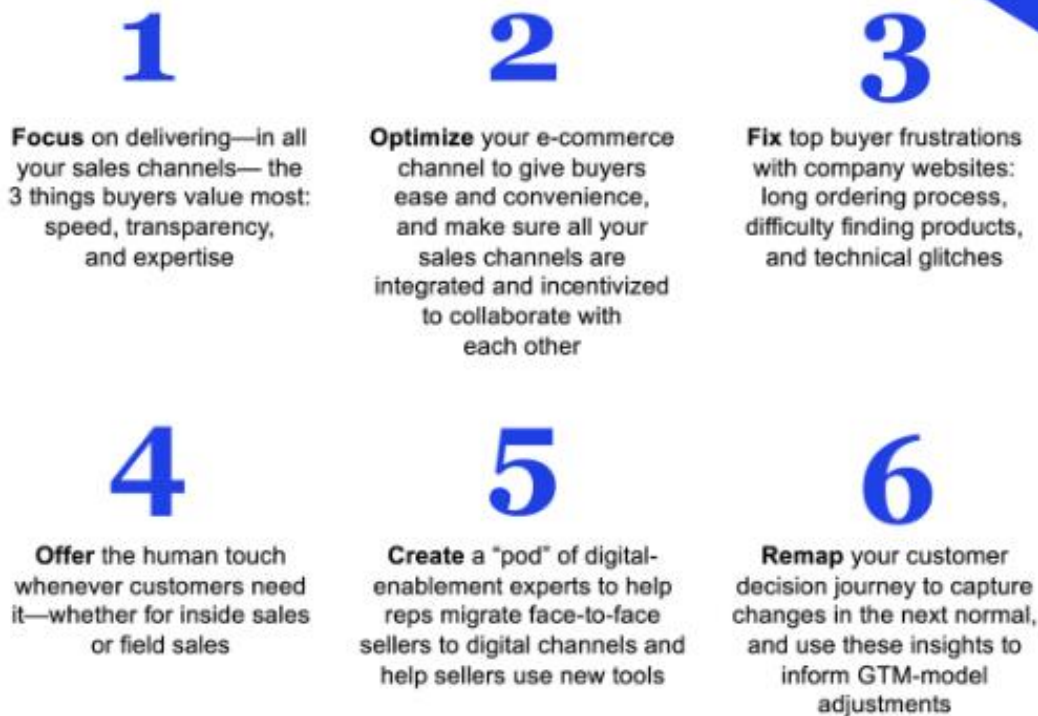 1
Focus on delivering—in all
your sales channels— the
3 things buyers value most:
speed, transparency,
and expertise
2
Optimize your e-commerce
channel to give buyers
ease and convenience,
and make sure all your
sales channels are
integrated and incentivized
to collaborate with
each other
3
Fix top buyer frustrations
with company websites:
long ordering process,
difficulty finding products,
and technical glitches
4
Offer the human touch
whenever customers need
it—whether for inside sales
or field sales
5
Create a “pod” of digital-
enablement experts to help
reps migrate face-to-face
sellers to digital channels and
help sellers use new tools
6
Remap your customer
decision journey to capture
changes in the next normal,
and use these insights to
inform GTM-model
adjustments